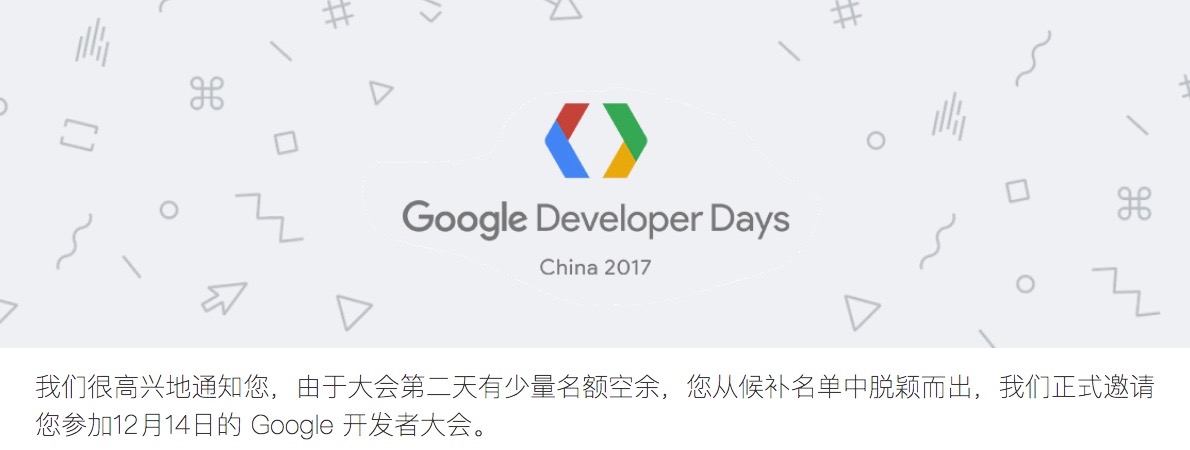 Google Developer Days
China 2017
我们很高兴地通知您，由于大会第二天有少量名额空余，您从候补名单中脱颖而出，我们正式邀请
您参加12月14日的 Google 开发者大会。